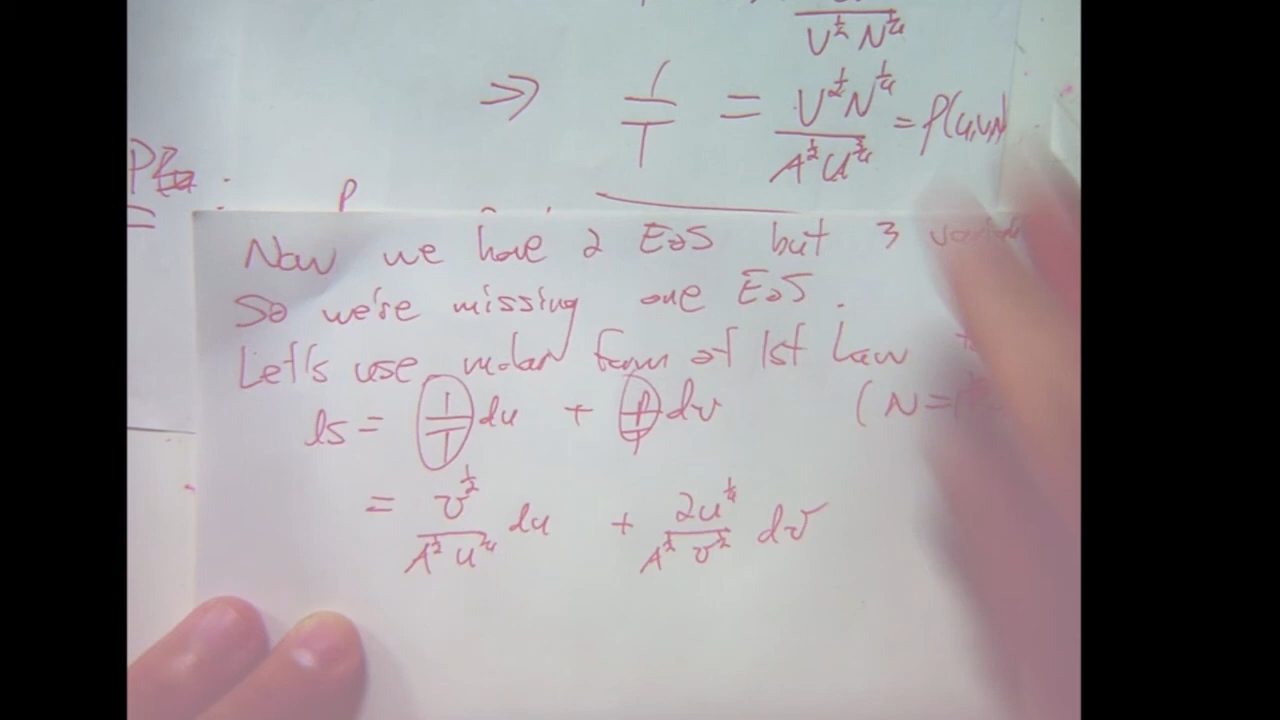 V^½ N^¼
⇒ 1/T = V^½ N^¼ / A^½ U^¾ = f(U,V,N)
P
Now we have 2 EoS but 3
So we're missing one EoS.
Let's use molar form of 1st Law
ds = (1/T) du + (P/T) dv (N=
= v^½ / A^½ u^¾ du + 2u^¼ / A^½ v^½ dv